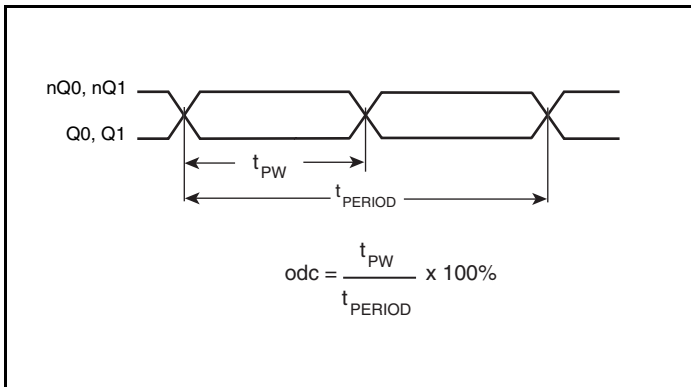 nQ0, nQ1
Q0, Q1
tPW
tPERIOD
tPW
odc = x 100%
tPERIOD